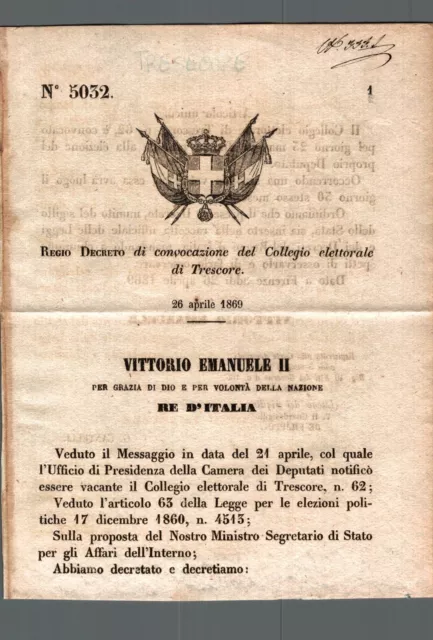 TRESCORE
N° 5032.
1
REGIO DECRETO di convocazione del Collegio elettorale
di Trescore.
26 aprile 1869
VITTORIO EMANUELE II
PER GRAZIA DI DIO E PER VOLONTÀ DELLA NAZIONE
RE D'ITALIA
Veduto il Messaggio in data del 21 aprile, col quale
l'Ufficio di Presidenza della Camera dei Deputati notificò
essere vacante il Collegio elettorale di Trescore, n. 62;
Veduto l'articolo 63 della Legge per le elezioni poli-
tiche 17 dicembre 1860, n. 4513;
Sulla proposta del Nostro Ministro Segretario di Stato
per gli Affari dell'Interno;
Abbiamo decretato e decretiamo: